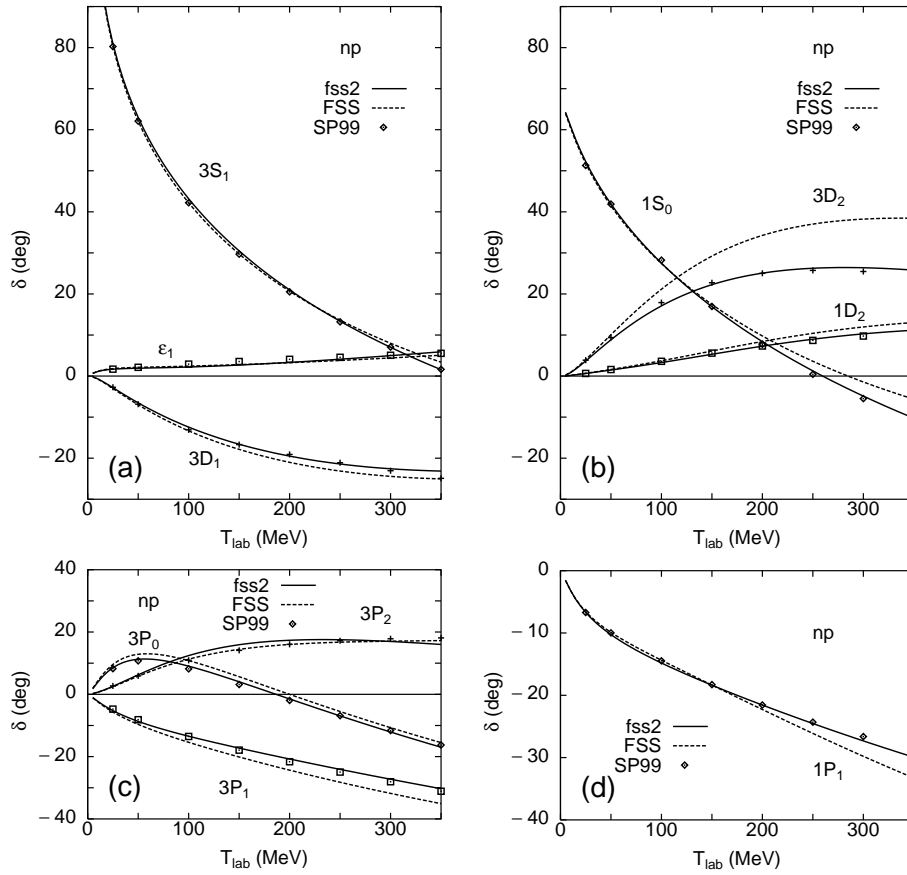 80
60
40
20
0
− 20
δ (deg)
np
fss2
FSS
SP99
3S1
ε1
3D1
(a)
0 100 200 300
Tlab (MeV)
80
60
40
20
0
− 20
δ (deg)
np
fss2
FSS
SP99
3D2
1S0
1D2
(b)
0 100 200 300
Tlab (MeV)
40
20
0
− 20
− 40
δ (deg)
np
fss2
FSS
SP99
3P0
3P2
3P1
(c)
0 100 200 300
Tlab (MeV)
0
− 10
− 20
− 30
− 40
δ (deg)
np
fss2
FSS
SP99
1P1
(d)
0 100 200 300
Tlab (MeV)